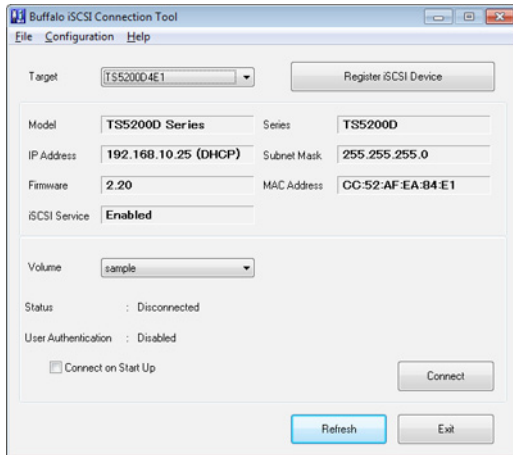 Buffalo iSCSI Connection Tool
File Configuration Help
Target TS5200D4E1 Register iSCSI Device
Model TS5200D Series Series TS5200D
IP Address 192.168.10.25 (DHCP) Subnet Mask 255.255.255.0
Firmware 2.20 MAC Address CC:52:AF:EA:84:E1
iSCSI Service Enabled
Volume sample
Status : Disconnected
User Authentication : Disabled
Connect on Start Up
Connect
Refresh Exit